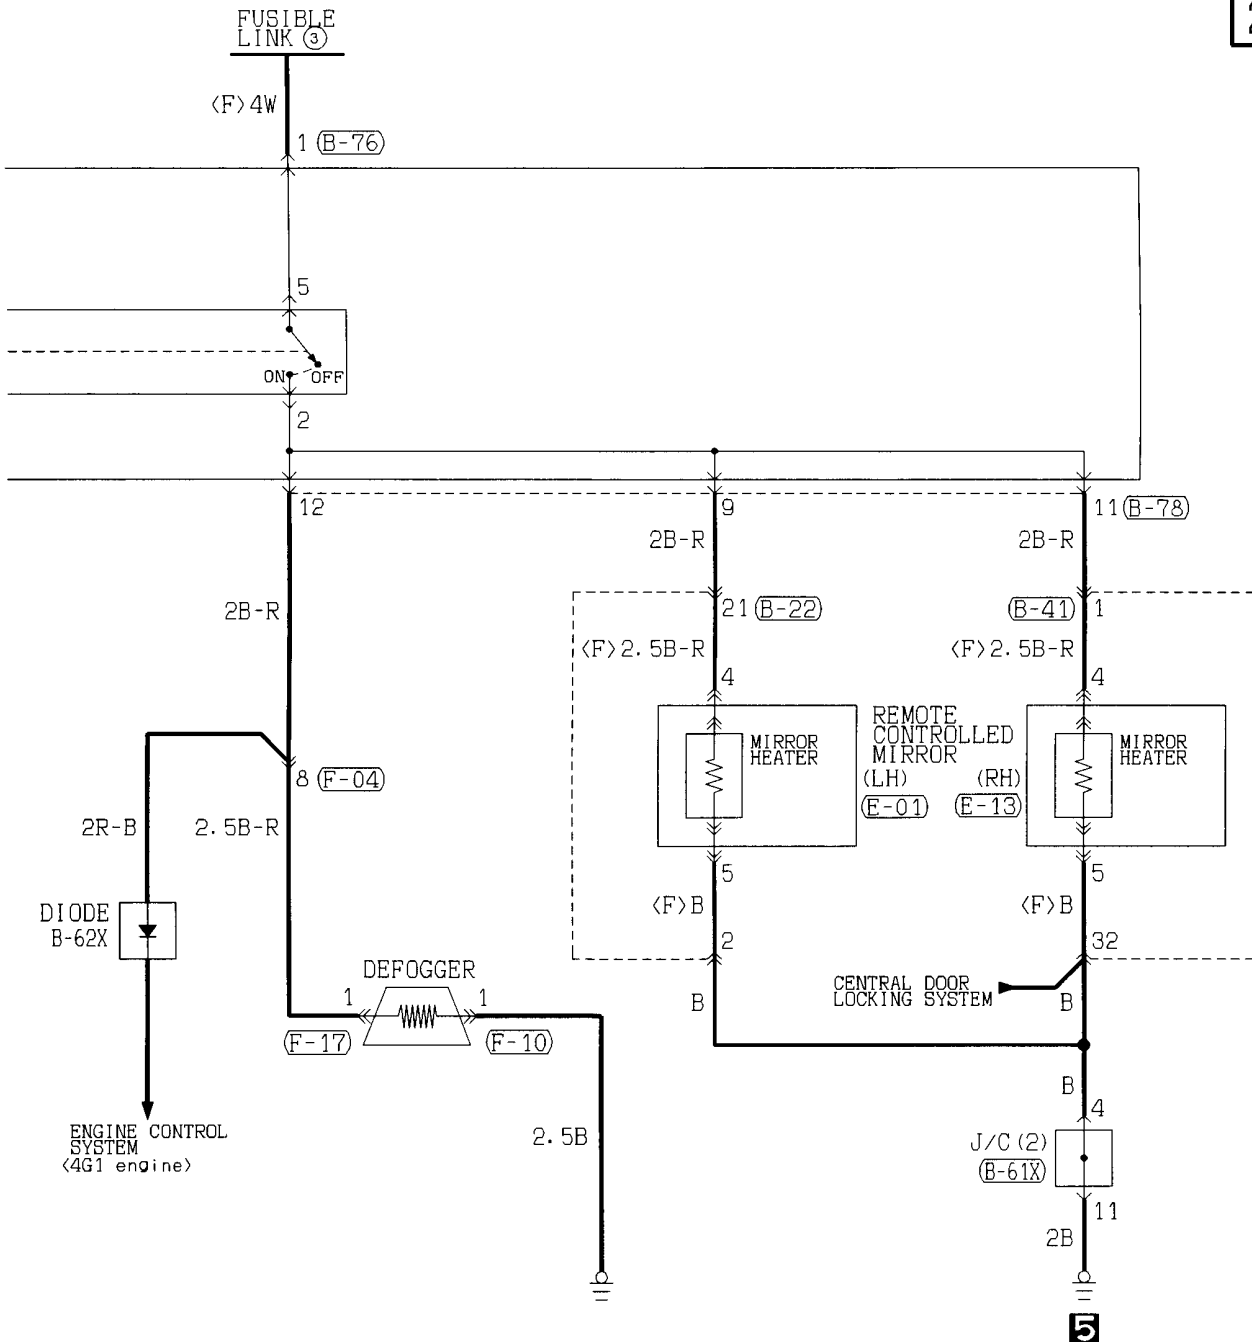 FUSIBLE
LINK ③
〈F〉4W
1 (B-76)
5
ON OFF
2
12
9
11 (B-78)
2B-R
2B-R
2B-R
21 (B-22)
(B-41) 1
〈F〉2.5B-R
〈F〉2.5B-R
4
4
REMOTE
CONTROLLED
MIRROR
(LH)
(RH)
(E-01)
(E-13)
MIRROR
HEATER
MIRROR
HEATER
8 (F-04)
2R-B
2.5B-R
5
5
〈F〉B
〈F〉B
DIODE
B-62X
2
32
DEFOGGER
1
1
(F-17)
(F-10)
CENTRAL DOOR
LOCKING SYSTEM
B
B
B
4
ENGINE CONTROL
SYSTEM
〈4G1 engine〉
2.5B
J/C (2)
(B-61X)
11
2B
5